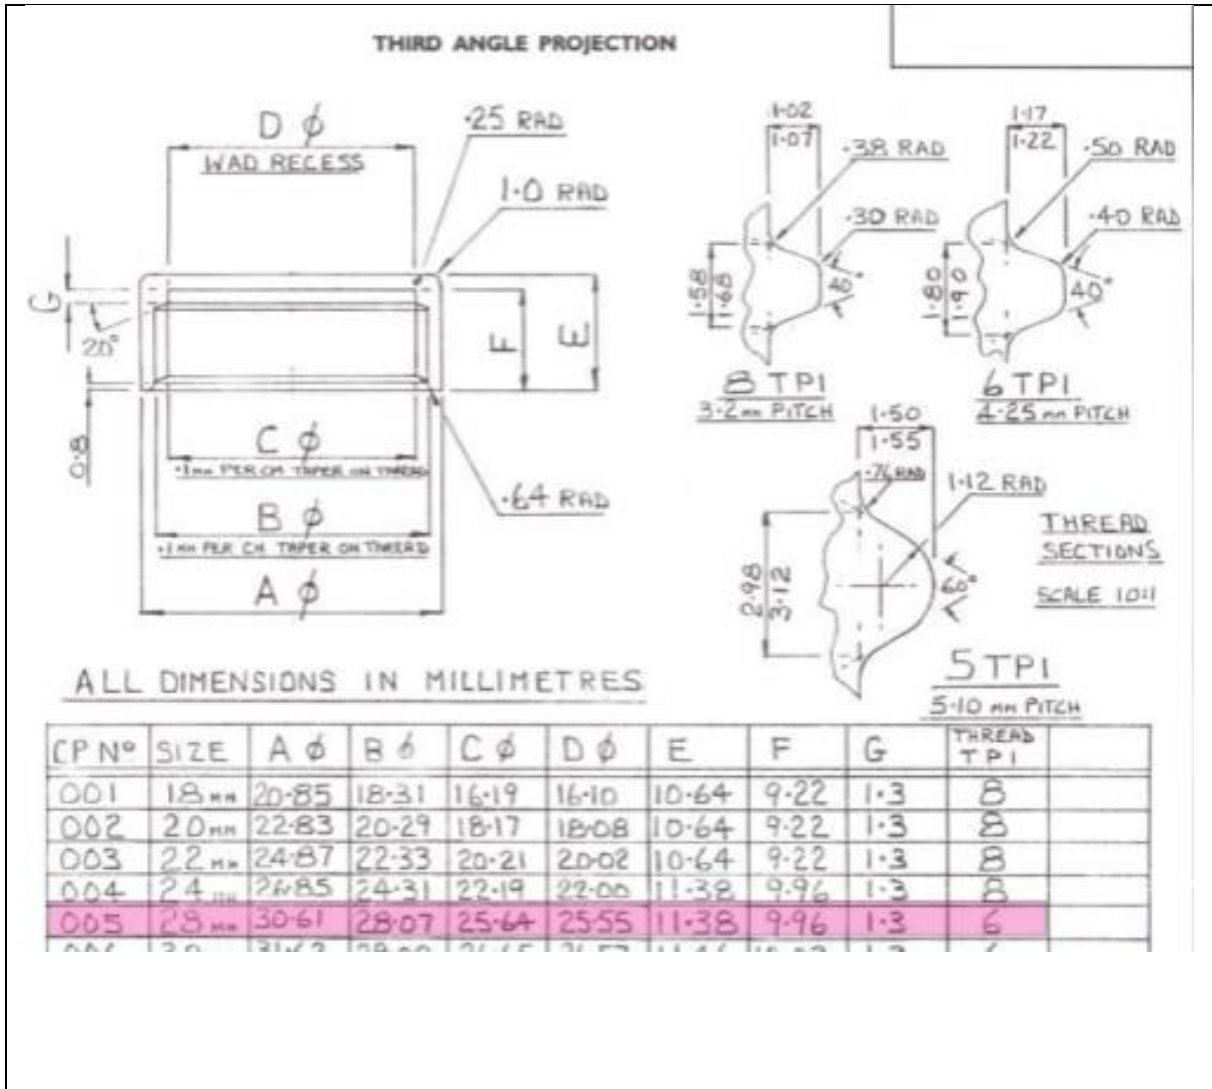 THIRD ANGLE PROJECTION
D ϕ
WAD RECESS
·25 RAD
1·0 RAD
G
20°
0·8
F
E
C ϕ
·1mm PER CM TAPER ON THREAD
B ϕ
·1mm PER CM TAPER ON THREAD
A ϕ
·64 RAD
1·02
1·07
·38 RAD
·30 RAD
1·58
1·68
40°
8 TPI
3·2mm PITCH
1·17
1·22
·50 RAD
·40 RAD
1·80
1·90
40°
6 TPI
4·25 mm PITCH
1·50
1·55
·76 RAD
1·12 RAD
2·98
3·12
60°
THREAD
SECTIONS
SCALE 10:1
5 TPI
5·10 mm PITCH
ALL DIMENSIONS IN MILLIMETRES
CP Nº SIZE A ϕ B ϕ C ϕ D ϕ E F G THREAD TPI
001 18mm 20·85 18·31 16·19 16·10 10·64 9·22 1·3 8
002 20mm 22·83 20·29 18·17 18·08 10·64 9·22 1·3 8
003 22mm 24·87 22·33 20·21 20·02 10·64 9·22 1·3 8
004 24mm 26·85 24·31 22·19 22·00 11·38 9·96 1·3 8
005 28mm 30·61 28·07 25·64 25·55 11·38 9·96 1·3 6